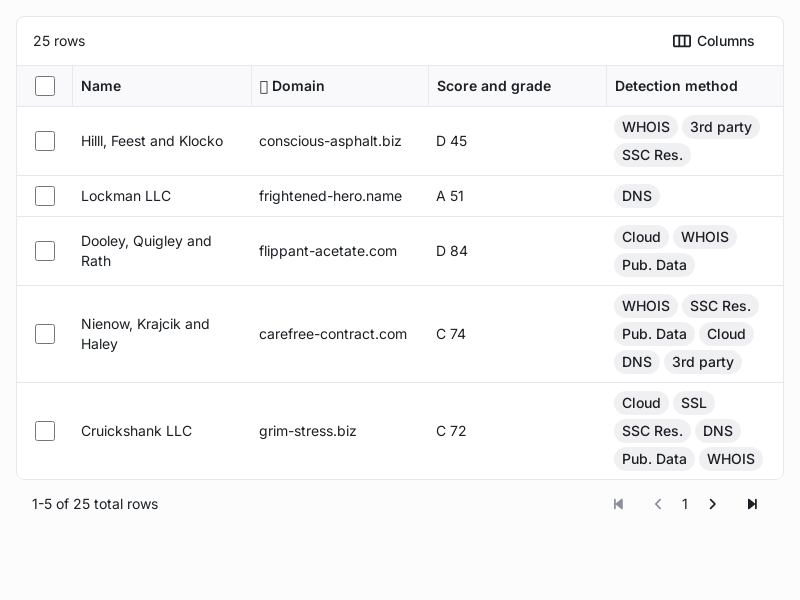 25 rows
Columns
Name
Domain
Score and grade
Detection method
Hilll, Feest and Klocko
conscious-asphalt.biz
D 45
WHOIS 3rd party
SSC Res.
Lockman LLC
frightened-hero.name
A 51
DNS
Dooley, Quigley and
Rath
flippant-acetate.com
D 84
Cloud WHOIS
Pub. Data
Nienow, Krajcik and
Haley
carefree-contract.com
C 74
WHOIS SSC Res.
Pub. Data Cloud
DNS 3rd party
Cruickshank LLC
grim-stress.biz
C 72
Cloud SSL
SSC Res. DNS
Pub. Data WHOIS
1-5 of 25 total rows
1